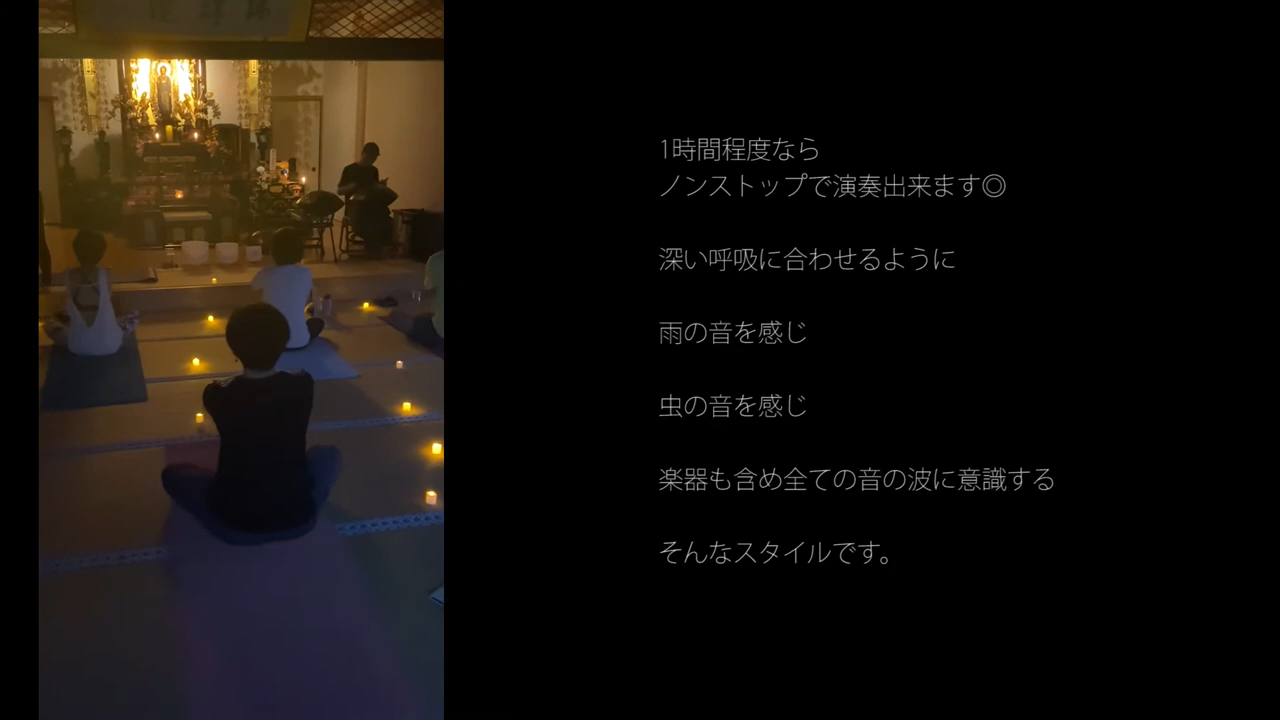 1時間程度なら
ノンストップで演奏出来ます◎
深い呼吸に合わせるように
雨の音を感じ
虫の音を感じ
楽器も含め全ての音の波に意識する
そんなスタイルです。